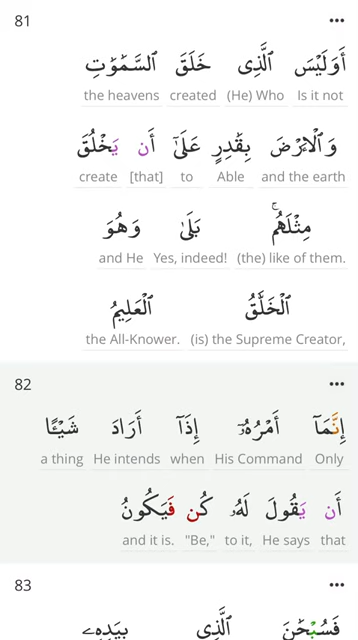 81 •••
أَوَلَيْسَ ٱلَّذِى خَلَقَ ٱلسَّمَٰوَٰتِ
the heavens created (He) Who Is it not
وَٱلْأَرْضَ بِقَٰدِرٍ عَلَىٰٓ أَن يَخْلُقَ
create [that] to Able and the earth
مِثْلَهُم ۚ بَلَىٰ وَهُوَ
and He Yes, indeed! (the) like of them.
ٱلْخَلَّٰقُ ٱلْعَلِيمُ
the All-Knower. (is) the Supreme Creator,
82 •••
إِنَّمَآ أَمْرُهُۥٓ إِذَآ أَرَادَ شَيْـًٔا
a thing He intends when His Command Only
أَن يَقُولَ لَهُۥ كُن فَيَكُونُ
and it is. "Be," to it, He says that
83 •••
فَسُبْحَٰنَ ٱلَّذِى بِيَدِهِۦ